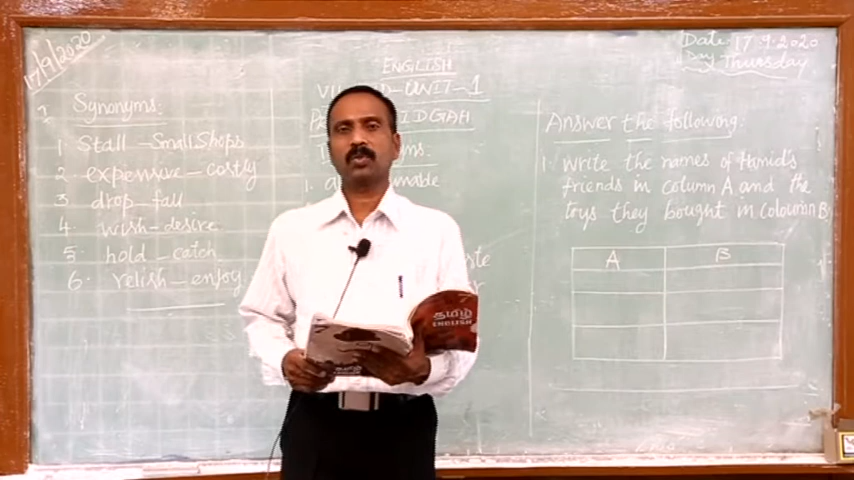 17/9/2020
Synonyms.
1. Stall - Small Shops
2. expensive - Costly
3. drop - fall
4. wish - desire
5. hold - catch
6. relish - enjoy.
ENGLISH
UNIT-1
IDGAH
ms.
1. a
Date 17.9.2020
Day Thursday
Answer the following.
1. Write the names of Hamid's
friends in Column A and the
toys they bought in Coloumn B.
A B
தமிழ்
ENGLISH